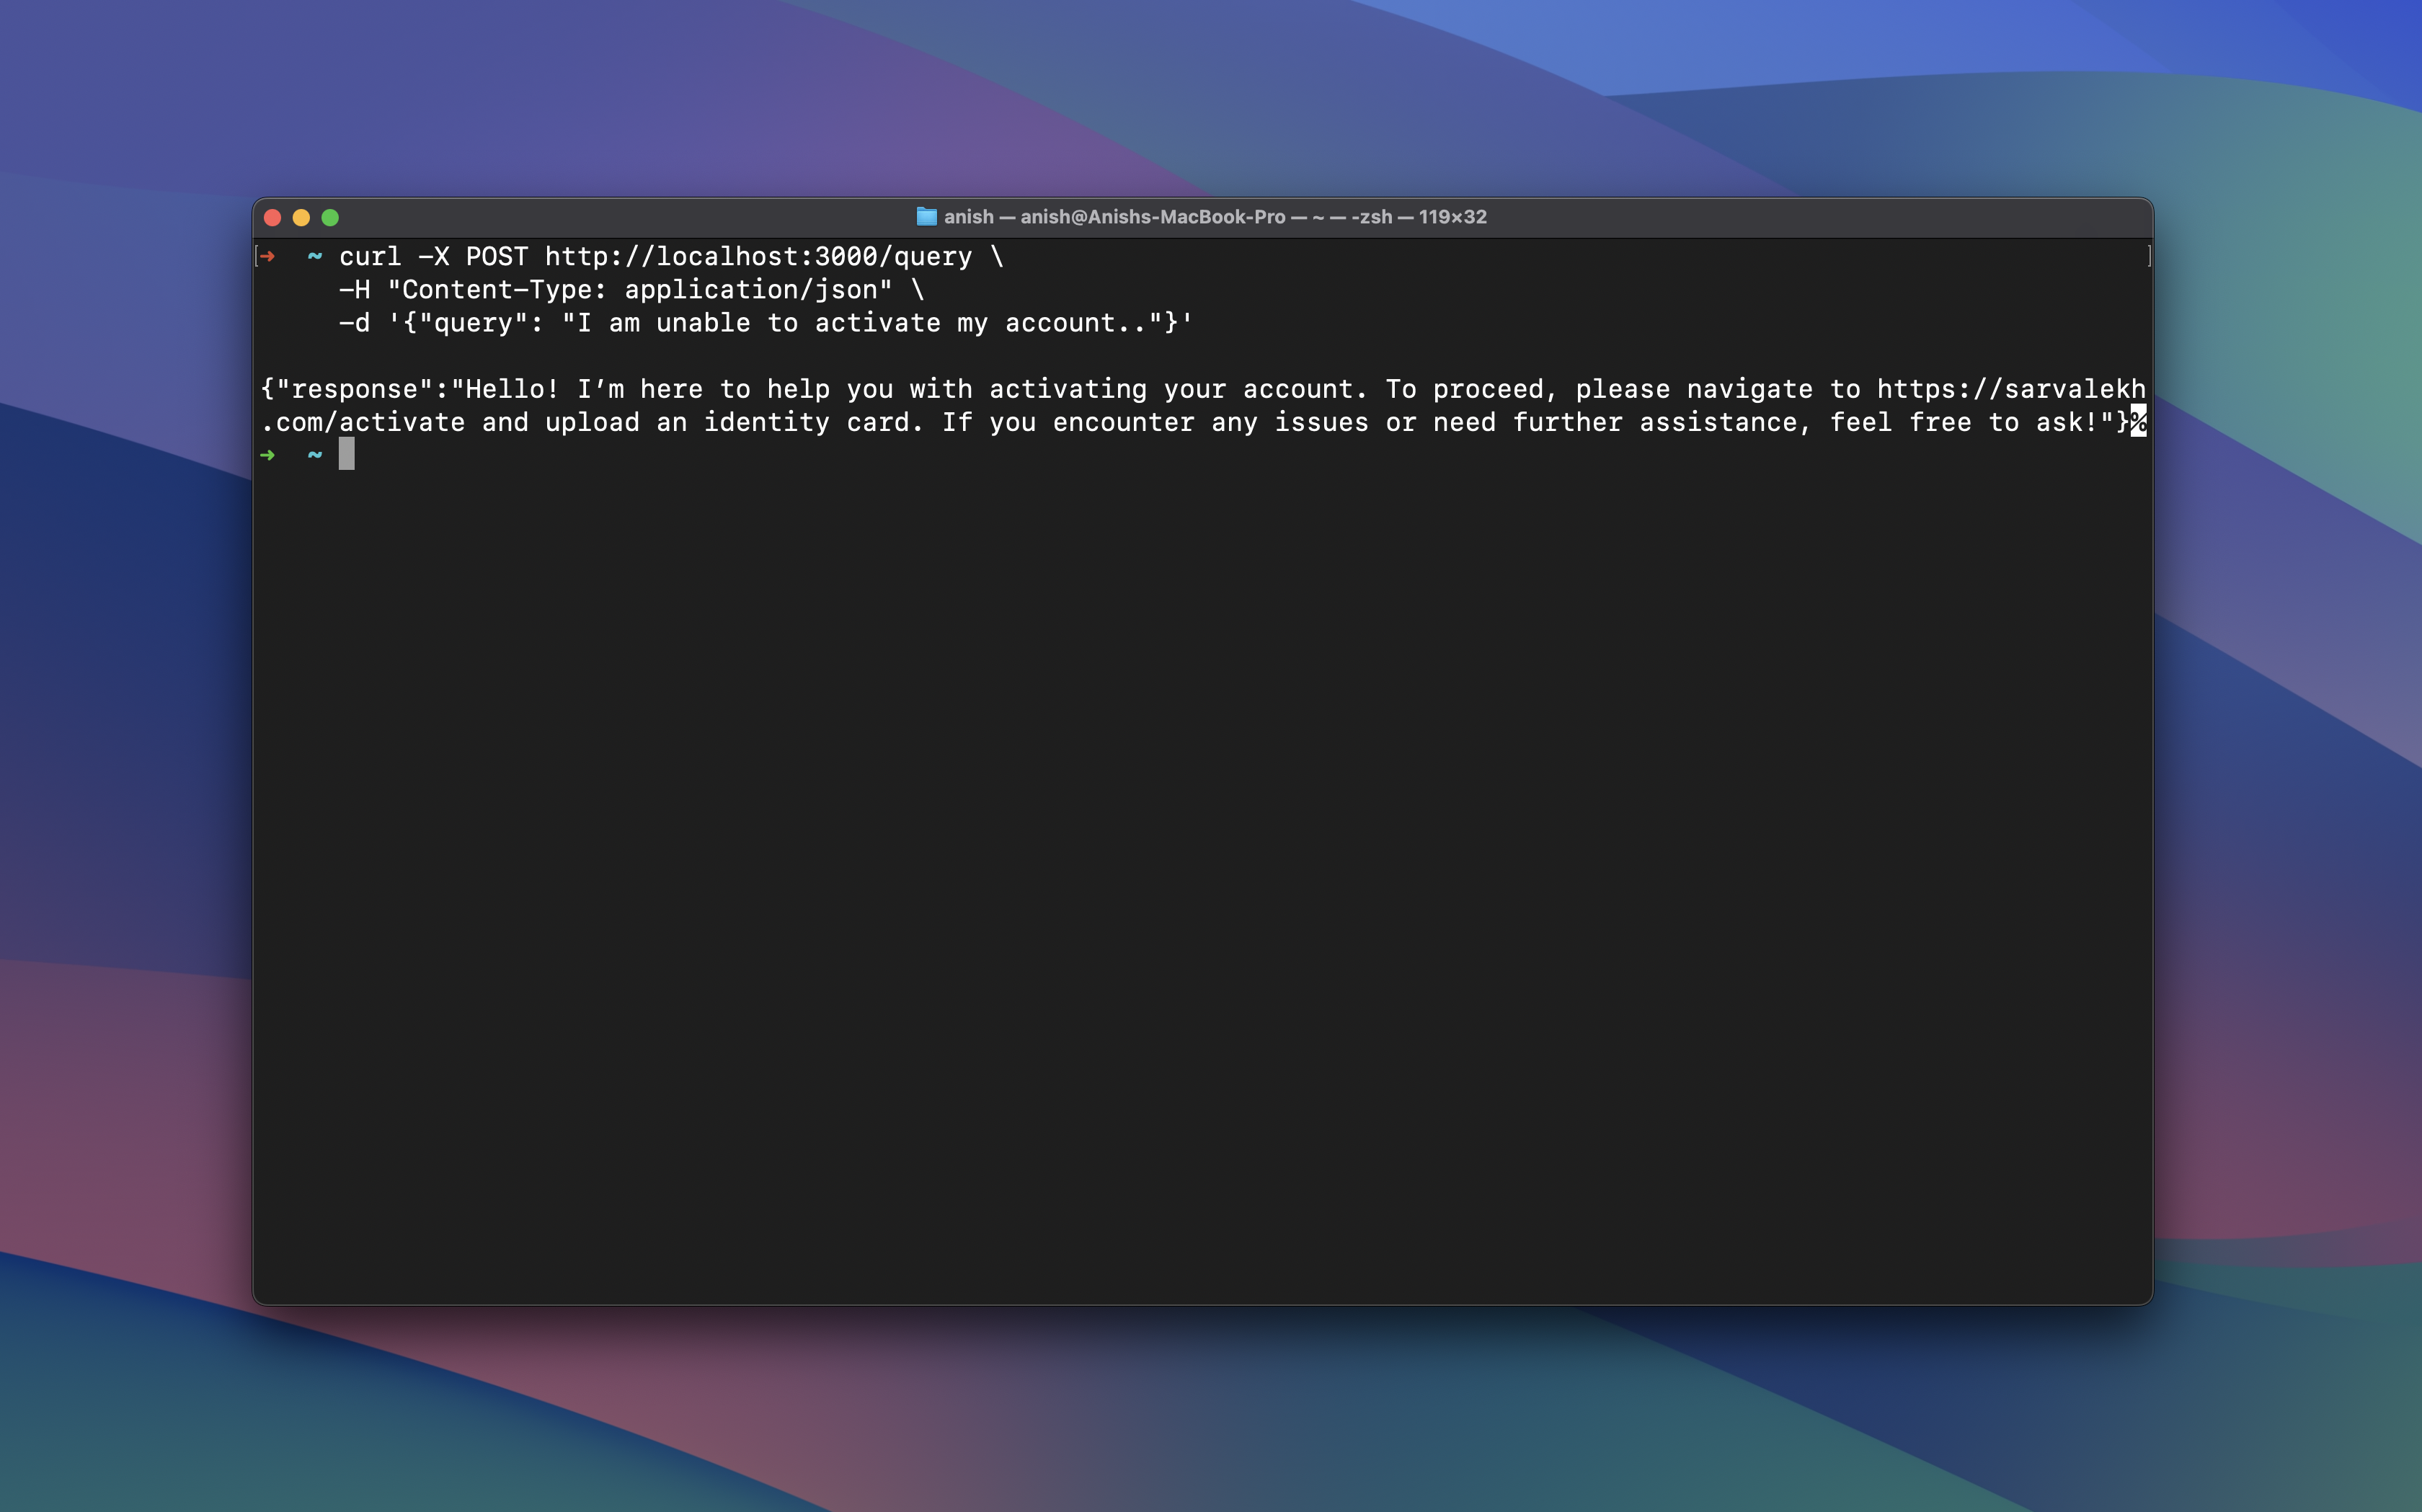 anish — anish@Anishs-MacBook-Pro — ~ — -zsh — 119×32
[➜  ~ curl -X POST http://localhost:3000/query \ ]
     -H "Content-Type: application/json" \
     -d '{"query": "I am unable to activate my account.."}'
{"response":"Hello! I’m here to help you with activating your account. To proceed, please navigate to https://sarvalekh
.com/activate and upload an identity card. If you encounter any issues or need further assistance, feel free to ask!"}%
➜  ~